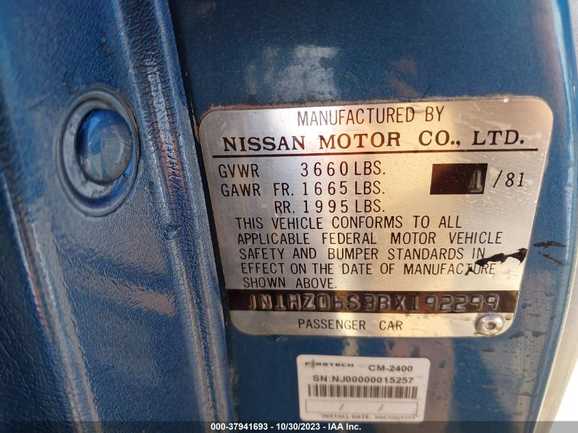 MANUFACTURED BY
NISSAN MOTOR CO., LTD.
GVWR 3660 LBS.
GAWR FR. 1665 LBS. 1/81
RR. 1995 LBS.
THIS VEHICLE CONFORMS TO ALL
APPLICABLE FEDERAL MOTOR VEHICLE
SAFETY AND BUMPER STANDARDS IN
EFFECT ON THE DATE OF MANUFACTURE
SHOWN ABOVE.
PASSENGER CAR
FIRSTECH CM-2400
SN:NJ00000015257
000-37941693 - 10/30/2023 - IAA Inc.